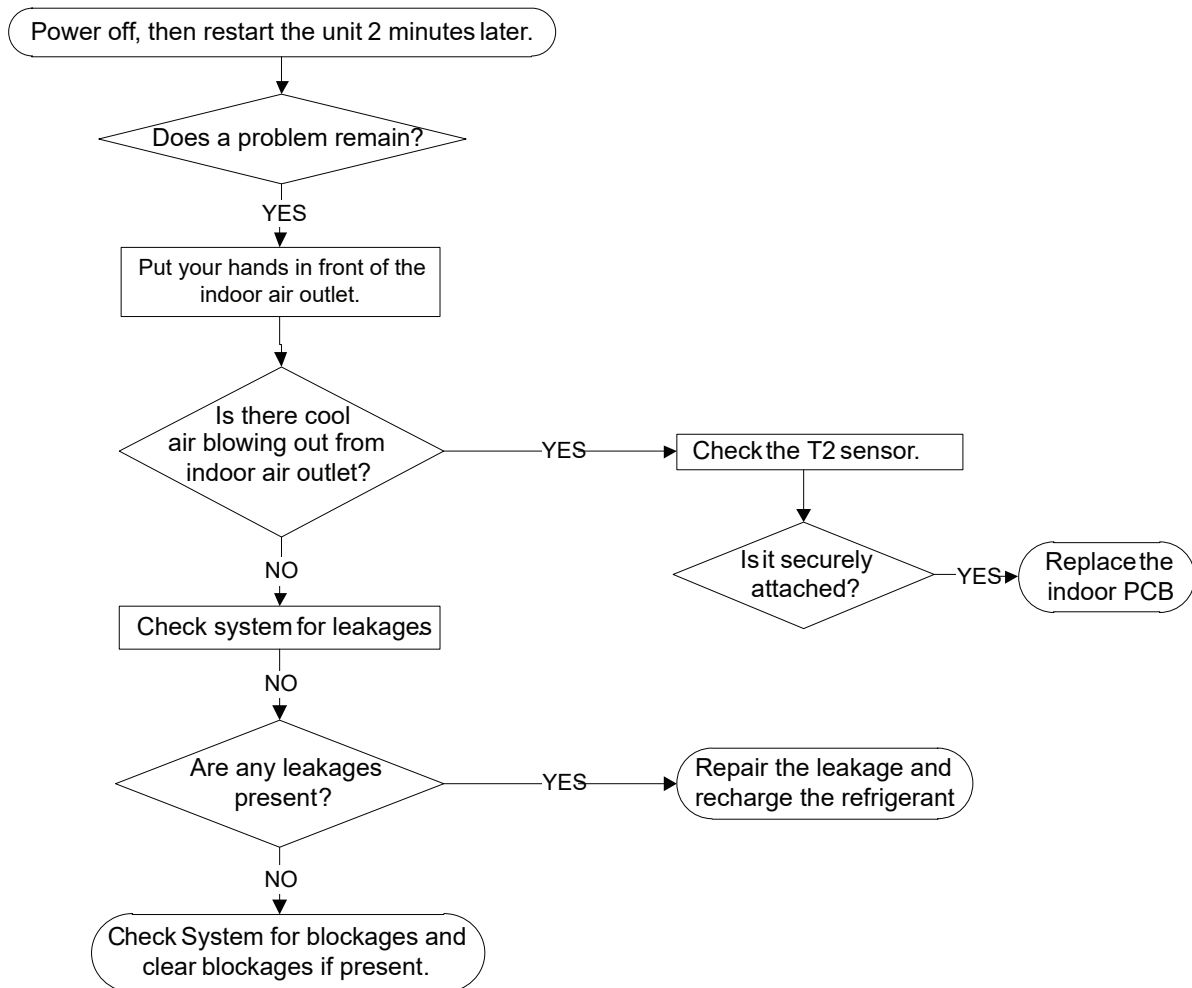 Power off, then restart the unit 2 minutes later.
Does a problem remain?
YES
Put your hands in front of the
indoor air outlet.
Is there cool
air blowing out from
indoor air outlet?
YES
Check the T2 sensor.
Is it securely
attached?
YES
Replace the
indoor PCB
NO
Check system for leakages.
NO
Are any leakages
present?
YES
Repair the leakage and
recharge the refrigerant
NO
Check System for blockages and
clear blockages if present.